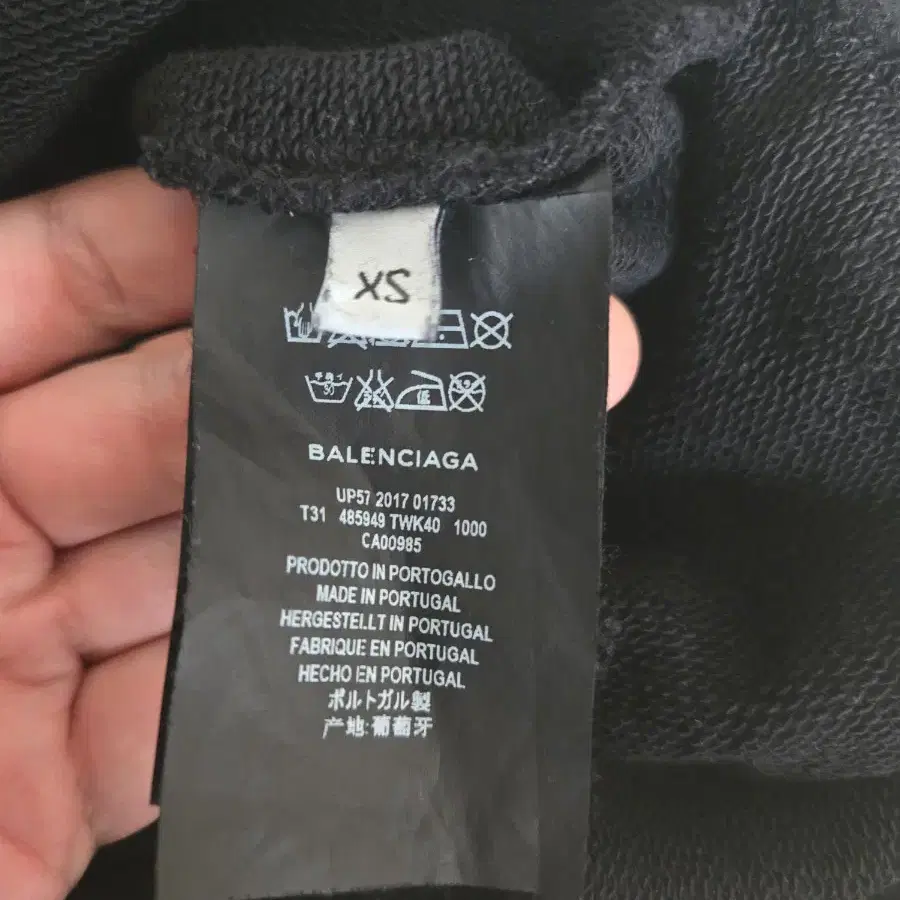 XS
BALENCIAGA
UP57 2017 01733
T31 485949 TWK40 1000
CA00985
PRODOTTO IN PORTOGALLO
MADE IN PORTUGAL
HERGESTELLT IN PORTUGAL
FABRIQUE EN PORTUGAL
HECHO EN PORTUGAL
ポルトガル製
产地:葡萄牙